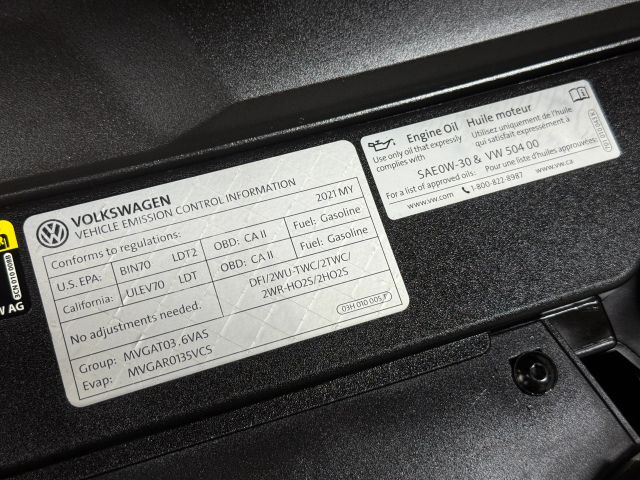 VOLKSWAGEN
VEHICLE EMISSION CONTROL INFORMATION
Conforms to regulations: 2021 MY
U.S. EPA: BIN70 LDT2 OBD: CA II Fuel: Gasoline
California: ULEV70 LDT OBD: CA II Fuel: Gasoline
No adjustments needed: DFI/2WU-TWC/2TWC/
2WR-HO2S/2HO2S
Group: MVGAT03.6VAS
Evap: MVGAR0135VCS
03H 010 005 F
Engine Oil Huile moteur
Use only oil that expressly complies with
Utilisez uniquement de l'huile qui satisfait expressément à
SAE0W-30 & VW 504 00
For a list of approved oils: Pour une liste d'huiles approuvées:
www.vw.com 1-800-822-8987 www.vw.ca
3CN 010 008B
W AG